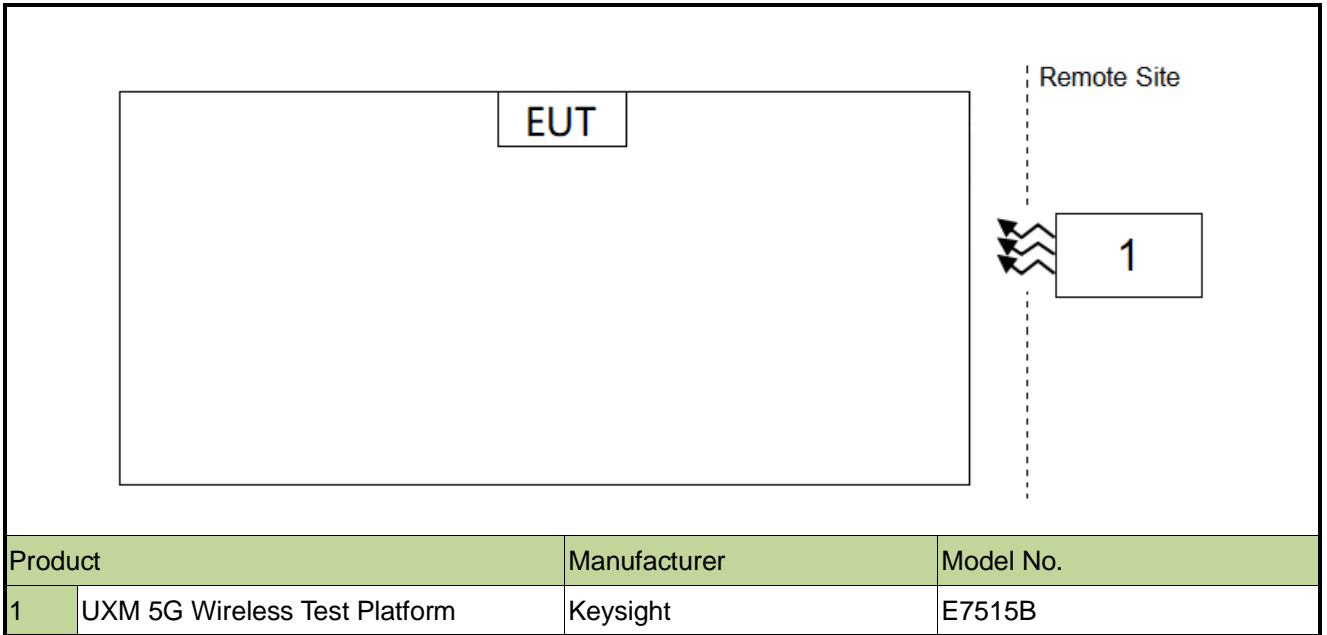 Remote Site
EUT
1
Product Manufacturer Model No.
1 UXM 5G Wireless Test Platform Keysight E7515B